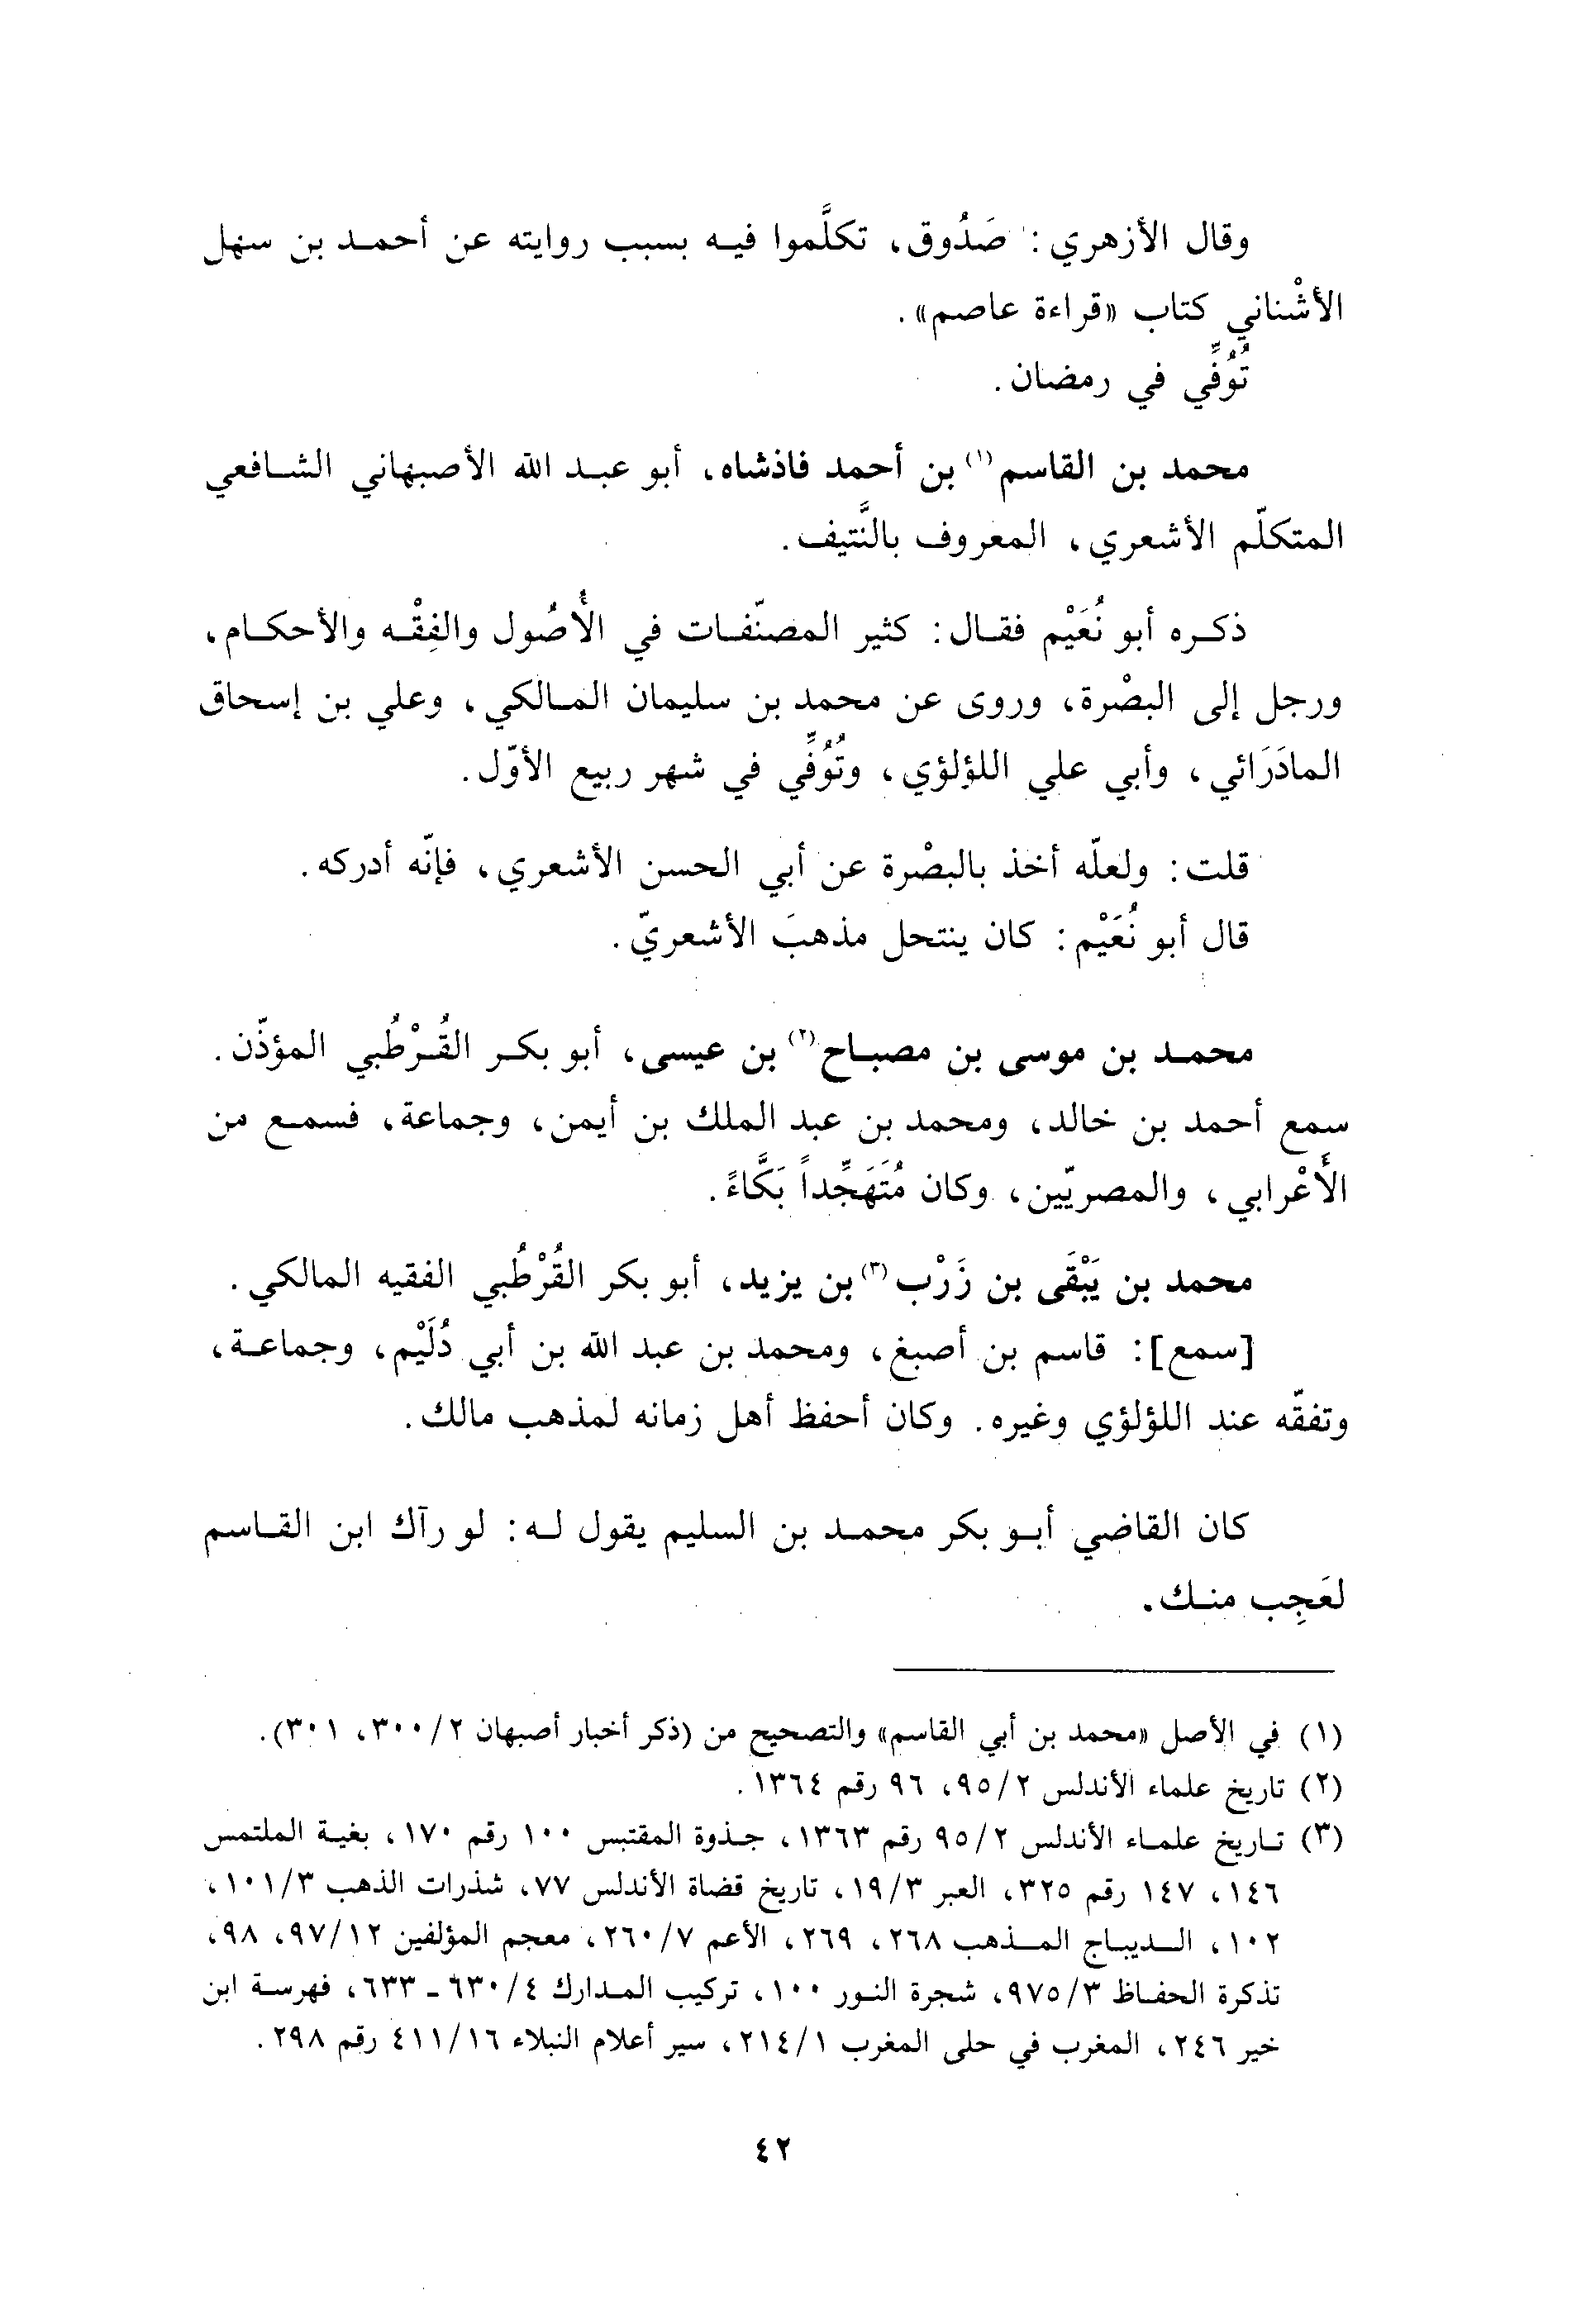 وقال الأزهري: صَدُوق، تكلَّموا فيه بسبب روايته عن أحمد بن سهل
الأشْناني كتاب «قراءة عاصم».
تُوُفِّي في رمضان.
محمد بن القاسم(١) بن أحمد فاذشاه، أبو عبد الله الأصبهاني الشافعي
المتكلّم الأشعري، المعروف بالنَّتيف.
ذكره أبو نُعَيْم فقال: كثير المصنّفات في الأُصُول والفِقْه والأحكام،
ورجل إلى البصْرة، وروى عن محمد بن سليمان المالكي، وعلي بن إسحاق
المادَرَائي، وأبي علي اللؤلؤي، وتُوُفِّي في شهر ربيع الأوّل.
قلت: ولعلّه أخذ بالبصْرة عن أبي الحسن الأشعري، فإنّه أدركه.
قال أبو نُعَيْم: كان ينتحل مذهبَ الأشعريّ.
محمد بن موسى بن مصباح(٢) بن عيسى، أبو بكر القُرْطُبي المؤذّن.
سمع أحمد بن خالد، ومحمد بن عبد الملك بن أيمن، وجماعة، فسمع من
الأَعْرابي، والمصريّين، وكان مُتَهَجِّداً بَكَّاءً.
محمد بن يَبْقَى بن زَرْب(٣) بن يزيد، أبو بكر القُرْطُبي الفقيه المالكي.
[سمع]: قاسم بن أصبغ، ومحمد بن عبد الله بن أبي دُلَيْم، وجماعة،
وتفقّه عند اللؤلؤي وغيره. وكان أحفظ أهل زمانه لمذهب مالك.
كان القاضي أبو بكر محمد بن السليم يقول له: لو رآك ابن القاسم
لعَجِب منك.
(١) في الأصل «محمد بن أبي القاسم» والتصحيح من (ذكر أخبار أصبهان ٢/٣٠٠، ٣٠١).
(٢) تاريخ علماء الأندلس ٢/٩٥، ٩٦ رقم ١٣٦٤.
(٣) تاريخ علماء الأندلس ٢/٩٥ رقم ١٣٦٣، جذوة المقتبس ١٠٠ رقم ١٧٠، بغية الملتمس
١٤٦، ١٤٧ رقم ٣٢٥، العبر ٣/١٩، تاريخ قضاة الأندلس ٧٧، شذرات الذهب ٣/١٠١،
١٠٢، الديباج المذهب ٢٦٨، ٢٦٩، الأعم ٧/٢٦٠، معجم المؤلفين ١٢/٩٧، ٩٨،
تذكرة الحفاظ ٣/٩٧٥، شجرة النور ١٠٠، تركيب المدارك ٤/٦٣٠ - ٦٣٣، فهرسة ابن
خير ٢٤٦، المغرب في حلى المغرب ١/٢١٤، سير أعلام النبلاء ١٦/٤١١ رقم ٢٩٨.
٤٢